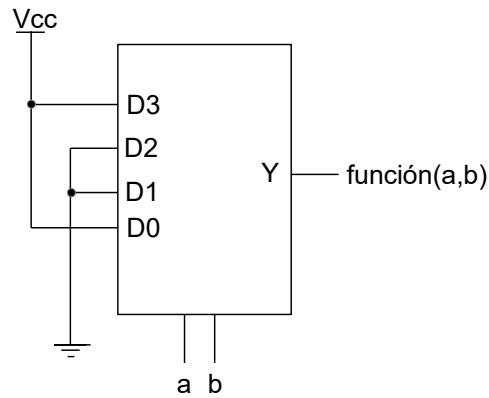 Vcc
D3
D2
D1
D0
Y
función(a,b)
a b